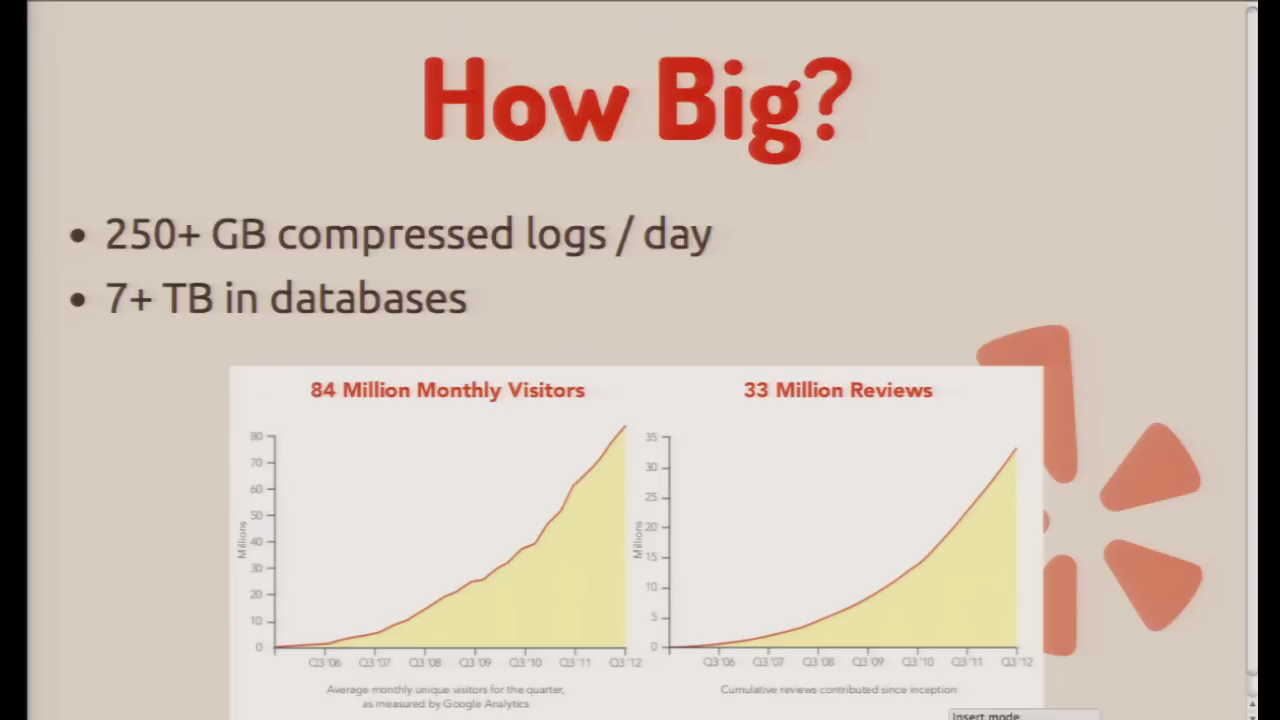 How Big?
• 250+ GB compressed logs / day
• 7+ TB in databases
84 Million Monthly Visitors
80
70
60
50
40
30
20
10
0
Millions
Q3 '06 Q3 '07 Q3 '08 Q3 '09 Q3 '10 Q3 '11 Q3 '12
Average monthly unique visitors for the quarter,
as measured by Google Analytics
33 Million Reviews
35
30
25
20
15
10
5
0
Millions
Q3 '06 Q3 '07 Q3 '08 Q3 '09 Q3 '10 Q3 '11 Q3 '12
Cumulative reviews contributed since inception
Insert mode